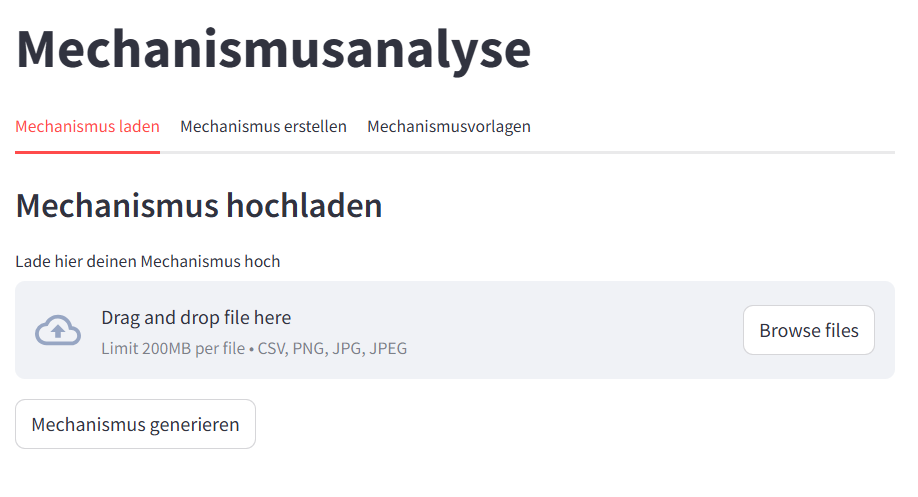 Mechanismusanalyse
Mechanismus laden Mechanismus erstellen Mechanismusvorlagen
Mechanismus hochladen
Lade hier deinen Mechanismus hoch
Drag and drop file here
Limit 200MB per file • CSV, PNG, JPG, JPEG
Browse files
Mechanismus generieren